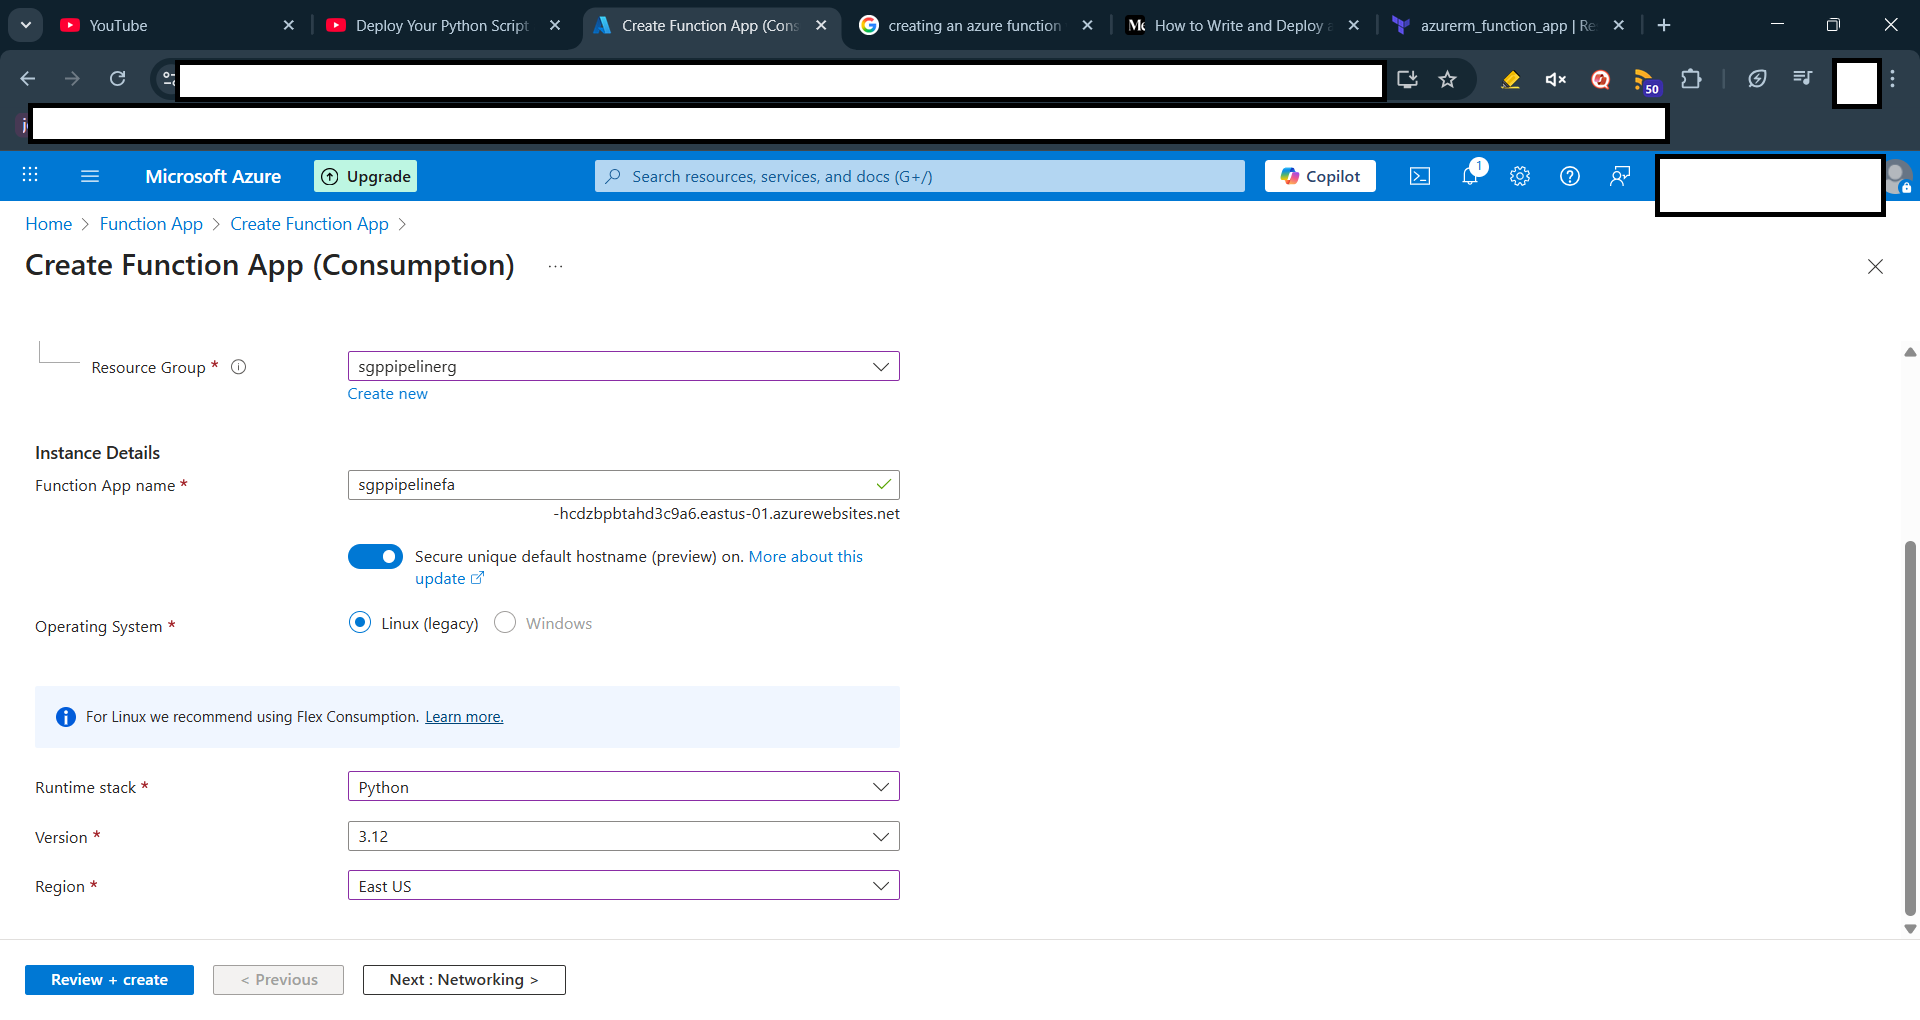 YouTube
Deploy Your Python Script
Create Function App (Cons
creating an azure function
How to Write and Deploy a
azurerm_function_app | Re
50
Microsoft Azure
Upgrade
Search resources, services, and docs (G+/)
Copilot
1
Home > Function App > Create Function App >
Create Function App (Consumption) ...
Resource Group *
sgppipelinerg
Create new
Instance Details
Function App name *
sgppipelinefa
-hcdzbpbtahd3c9a6.eastus-01.azurewebsites.net
Secure unique default hostname (preview) on. More about this
update
Operating System *
Linux (legacy)
Windows
For Linux we recommend using Flex Consumption. Learn more.
Runtime stack *
Python
Version *
3.12
Region *
East US
Review + create
< Previous
Next : Networking >